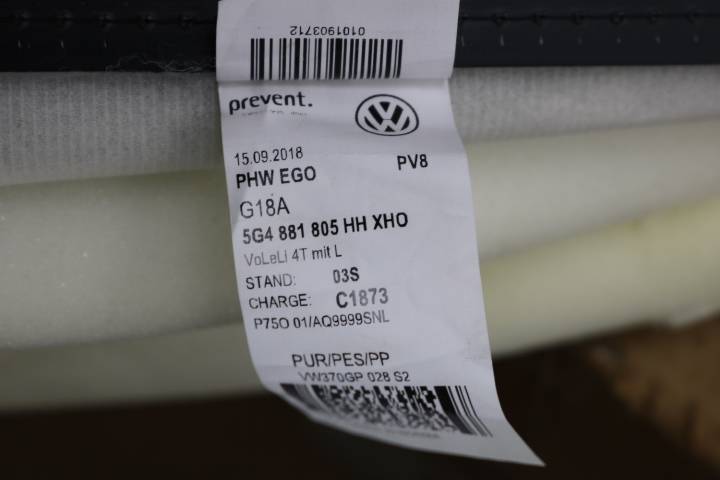 0101903712
prevent.
15.09.2018
PHW EGO PV8
G18A
5G4 881 805 HH XHO
VoLeLi 4T mit L
STAND: 03S
CHARGE: C1873
P75O 01/AQ9999SNL
PUR/PES/PP
VW370GP 028 S2